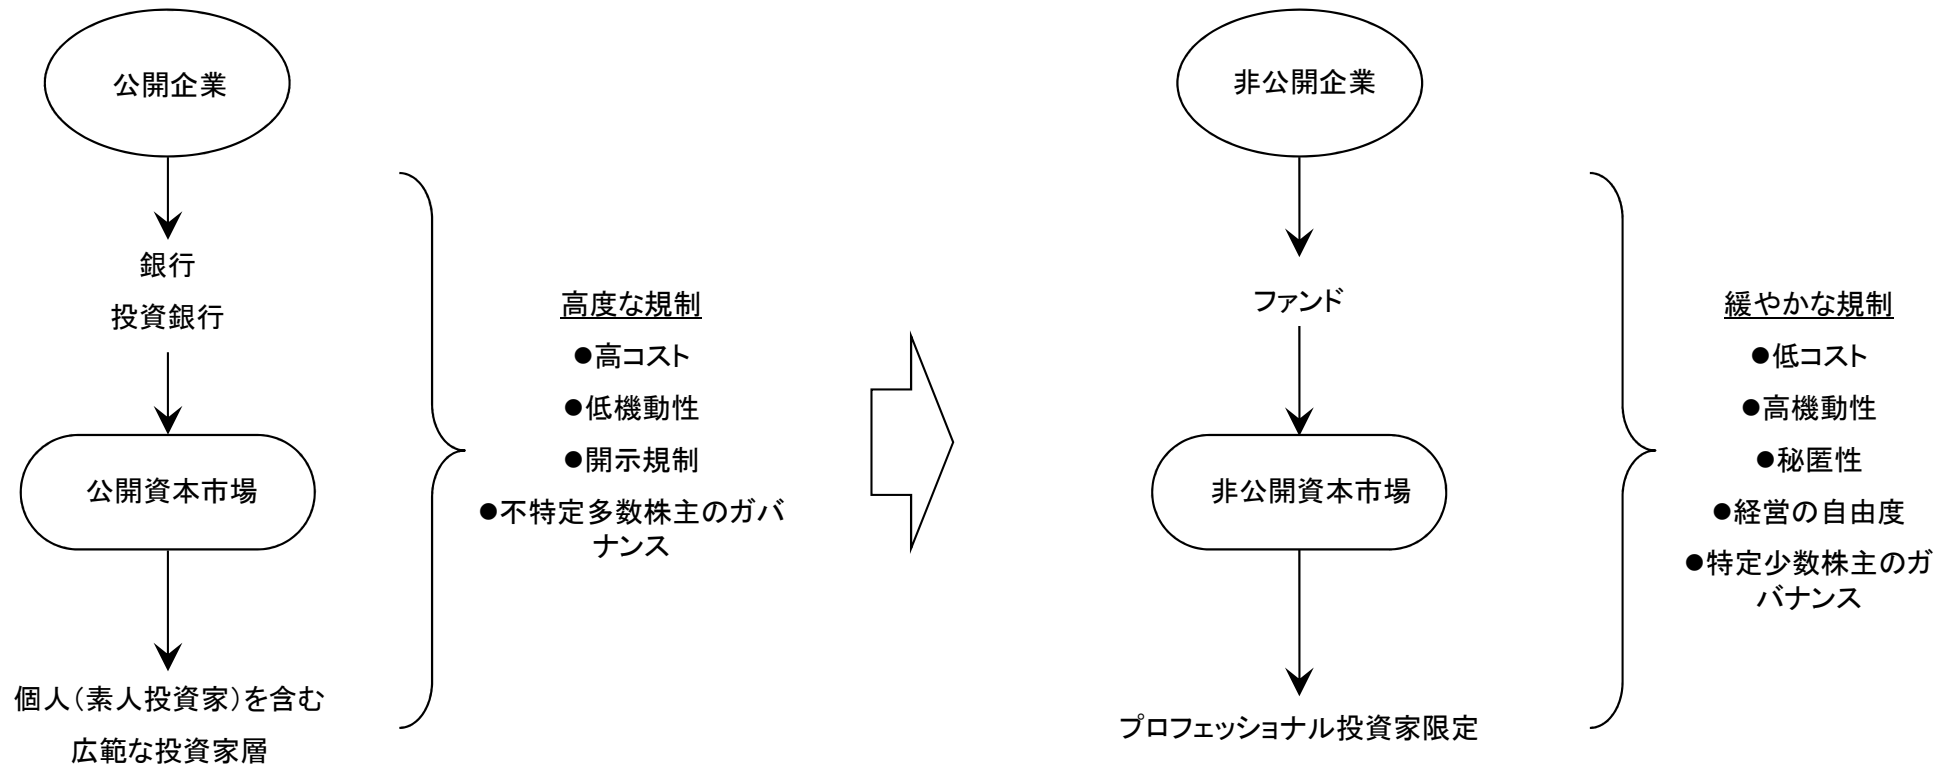 公開企業
銀行
投資銀行
公開資本市場
個人（素人投資家）を含む
広範な投資家層
高度な規制
●高コスト
●低機動性
●開示規制
●不特定多数株主のガバ
ナンス
非公開企業
ファンド
非公開資本市場
プロフェッショナル投資家限定
緩やかな規制
●低コスト
●高機動性
●秘匿性
●経営の自由度
●特定少数株主のガ
バナンス